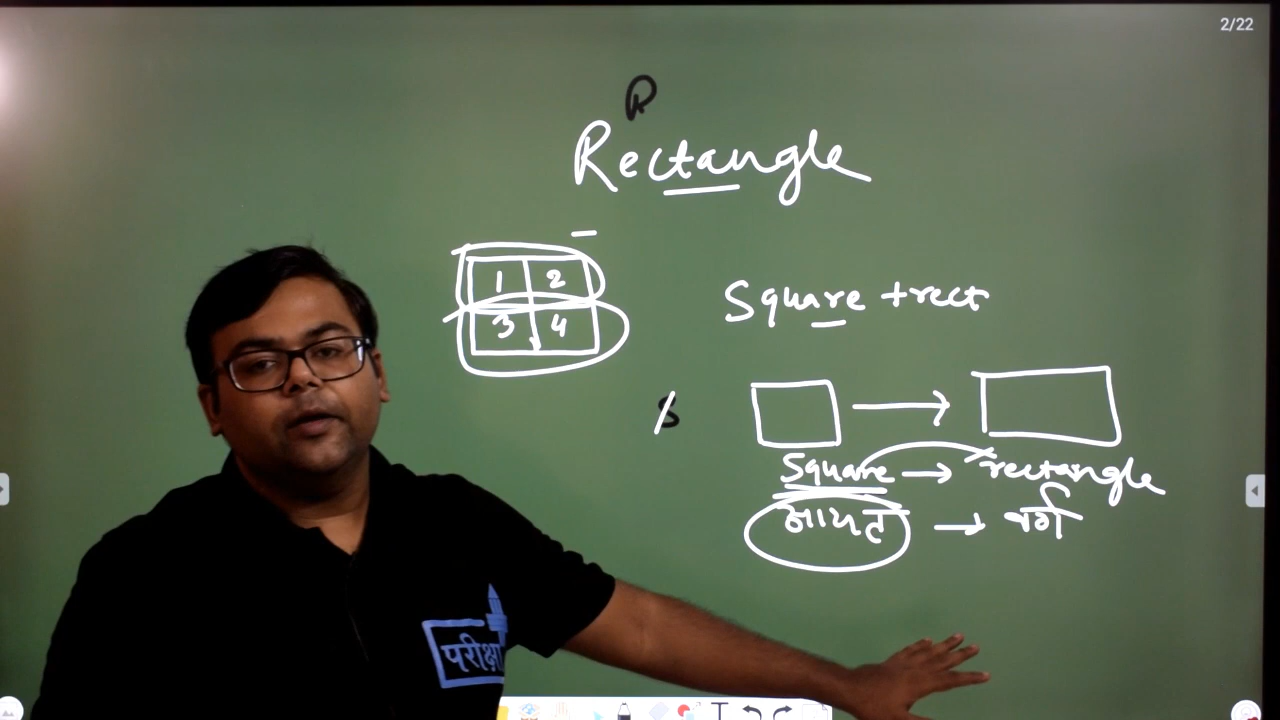 2/22
R
Rectangle
1 2
3 4
Square + rect
S
Square → rectangle
आयत → वर्ग
परीक्षा
T